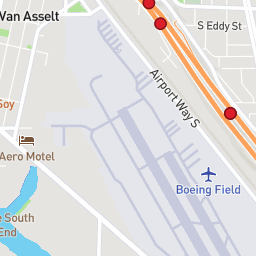 Van Asselt
S Eddy St
Airport Way S
Soy
Aero Motel
Boeing Field
e South
End